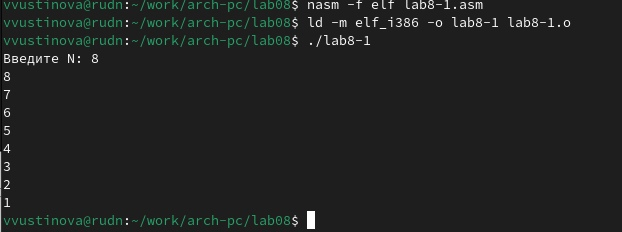 vvustinova@rudn:~/work/arch-pc/lab08$ nasm -f elf lab8-1.asm
vvustinova@rudn:~/work/arch-pc/lab08$ ld -m elf_i386 -o lab8-1 lab8-1.o
vvustinova@rudn:~/work/arch-pc/lab08$ ./lab8-1
Введите N: 8
8
7
6
5
4
3
2
1
vvustinova@rudn:~/work/arch-pc/lab08$